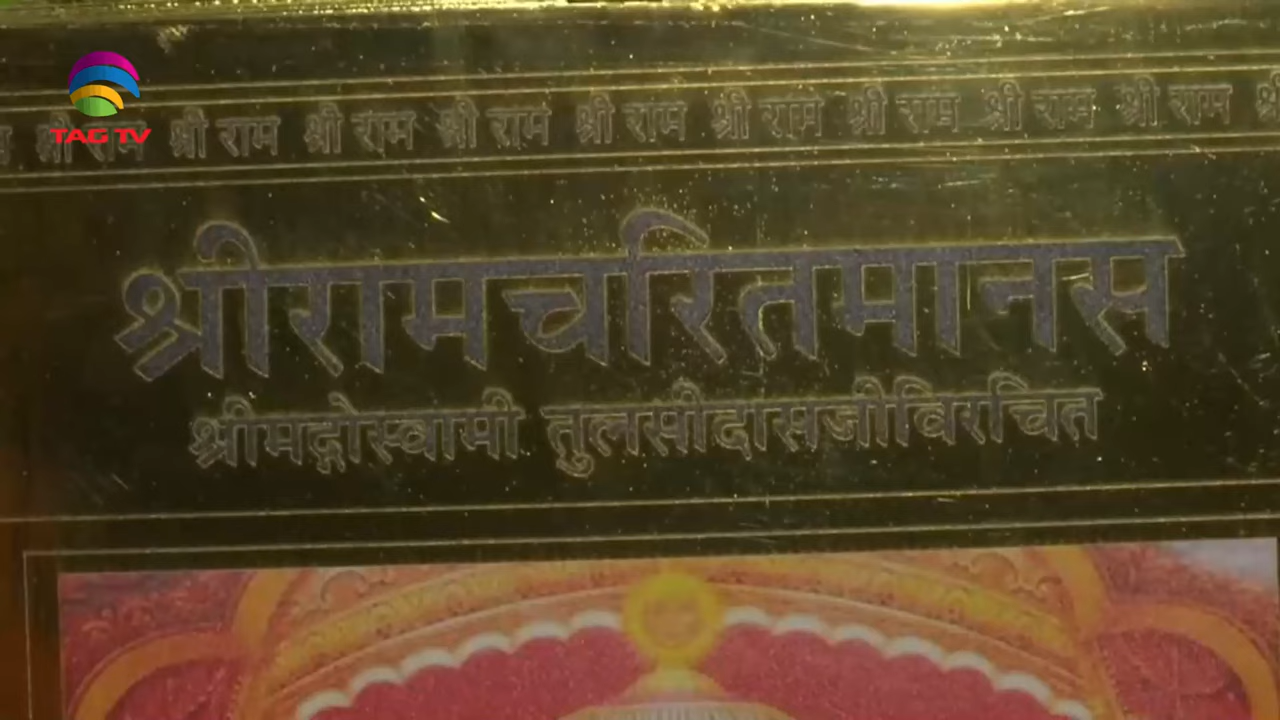 TAG TV
श्री राम श्री राम श्री राम श्री राम श्री राम श्री राम श्री राम श्री राम श्री राम
श्रीरामचरितमानस
श्रीमद्गोस्वामी तुलसीदासजीविरचित